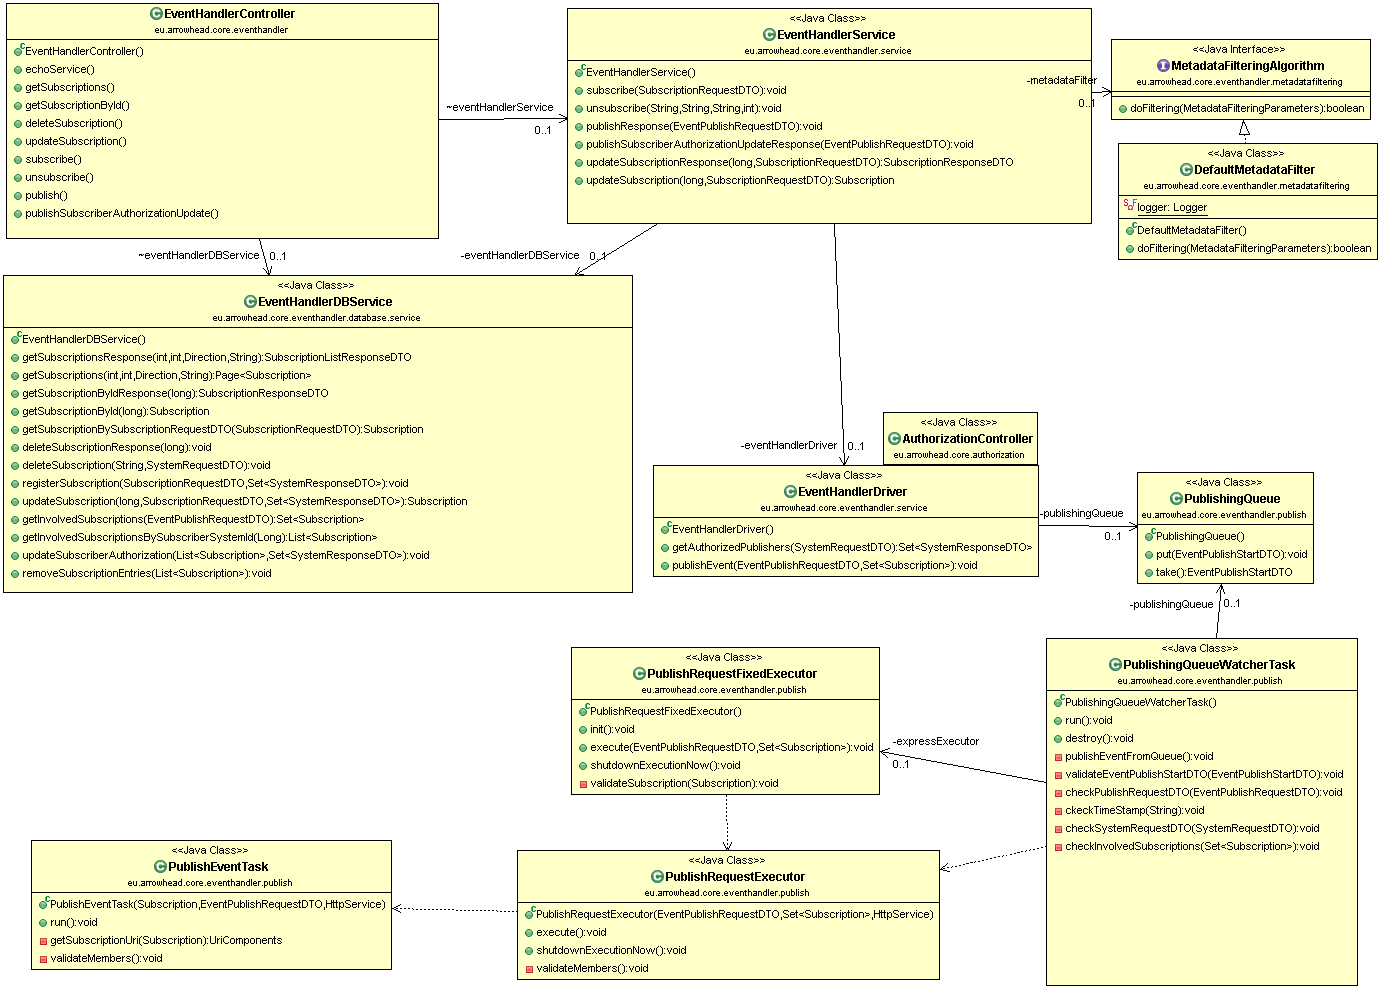 EventHandlerController
eu.arrowhead.core.eventhandler
EventHandlerController()
echoService()
getSubscriptions()
getSubscriptionById()
deleteSubscription()
updateSubscription()
subscribe()
unsubscribe()
publish()
publishSubscriberAuthorizationUpdate()
~eventHandlerService
0..1
<<Java Class>>
EventHandlerService
eu.arrowhead.core.eventhandler.service
EventHandlerService()
subscribe(SubscriptionRequestDTO):void
unsubscribe(String,String,String,int):void
publishResponse(EventPublishRequestDTO):void
publishSubscriberAuthorizationUpdateResponse(EventPublishRequestDTO):void
updateSubscriptionResponse(long,SubscriptionRequestDTO):SubscriptionResponseDTO
updateSubscription(long,SubscriptionRequestDTO):Subscription
-metadataFilter
0..1
<<Java Interface>>
MetadataFilteringAlgorithm
eu.arrowhead.core.eventhandler.metadatafiltering
doFiltering(MetadataFilteringParameters):boolean
<<Java Class>>
DefaultMetadataFilter
eu.arrowhead.core.eventhandler.metadatafiltering
logger: Logger
DefaultMetadataFilter()
doFiltering(MetadataFilteringParameters):boolean
~eventHandlerDBService
0..1
-eventHandlerDBService
0..1
<<Java Class>>
EventHandlerDBService
eu.arrowhead.core.eventhandler.database.service
EventHandlerDBService()
getSubscriptionsResponse(int,int,Direction,String):SubscriptionListResponseDTO
getSubscriptions(int,int,Direction,String):Page<Subscription>
getSubscriptionByIdResponse(long):SubscriptionResponseDTO
getSubscriptionById(long):Subscription
getSubscriptionBySubscriptionRequestDTO(SubscriptionRequestDTO):Subscription
deleteSubscriptionResponse(long):void
deleteSubscription(String,SystemRequestDTO):void
registerSubscription(SubscriptionRequestDTO,Set<SystemResponseDTO>):void
updateSubscription(long,SubscriptionRequestDTO,Set<SystemResponseDTO>):Subscription
getInvolvedSubscriptions(EventPublishRequestDTO):Set<Subscription>
getInvolvedSubscriptionsBySubscriberSystemId(Long):List<Subscription>
updateSubscriberAuthorization(List<Subscription>,Set<SystemResponseDTO>):void
removeSubscriptionEntries(List<Subscription>):void
-eventHandlerDriver
0..1
<<Java Class>>
AuthorizationController
eu.arrowhead.core.authorization
<<Java Class>>
EventHandlerDriver
eu.arrowhead.core.eventhandler.service
EventHandlerDriver()
getAuthorizedPublishers(SystemRequestDTO):Set<SystemResponseDTO>
publishEvent(EventPublishRequestDTO,Set<Subscription>):void
-publishingQueue
0..1
<<Java Class>>
PublishingQueue
eu.arrowhead.core.eventhandler.publish
PublishingQueue()
put(EventPublishStartDTO):void
take():EventPublishStartDTO
-publishingQueue
0..1
<<Java Class>>
PublishingQueueWatcherTask
eu.arrowhead.core.eventhandler.publish
PublishingQueueWatcherTask()
run():void
destroy():void
publishEventFromQueue():void
validateEventPublishStartDTO(EventPublishStartDTO):void
checkPublishRequestDTO(EventPublishRequestDTO):void
ckeckTimeStamp(String):void
checkSystemRequestDTO(SystemRequestDTO):void
checkInvolvedSubscriptions(Set<Subscription>):void
<<Java Class>>
PublishRequestFixedExecutor
eu.arrowhead.core.eventhandler.publish
PublishRequestFixedExecutor()
init():void
execute(EventPublishRequestDTO,Set<Subscription>):void
shutdownExecutionNow():void
validateSubscription(Subscription):void
-expressExecutor
0..1
<<Java Class>>
PublishEventTask
eu.arrowhead.core.eventhandler.publish
PublishEventTask(Subscription,EventPublishRequestDTO,HttpService)
run():void
getSubscriptionUri(Subscription):UriComponents
validateMembers():void
<<Java Class>>
PublishRequestExecutor
eu.arrowhead.core.eventhandler.publish
PublishRequestExecutor(EventPublishRequestDTO,Set<Subscription>,HttpService)
execute():void
shutdownExecutionNow():void
validateMembers():void